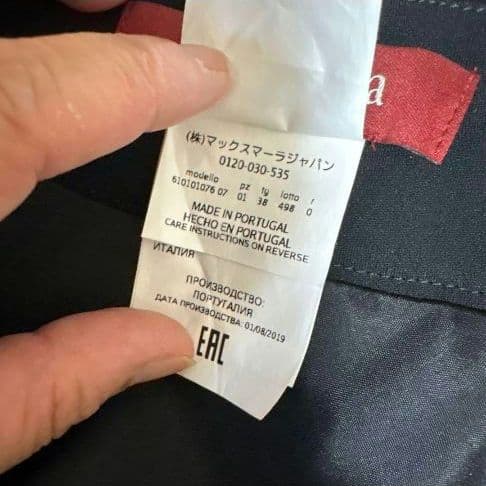 a
(株)マックスマーラジャパン
0120-030-535
modello pz tg lotto r
610101076 07 01 38 498 0
MADE IN PORTUGAL
HECHO EN PORTUGAL
CARE INSTRUCTIONS ON REVERSE
ИТАЛИЯ
ПРОИЗВОДСТВО:
ПОРТУГАЛИЯ
ДАТА ПРОИЗВОДСТВА: 01/08/2019
EAC